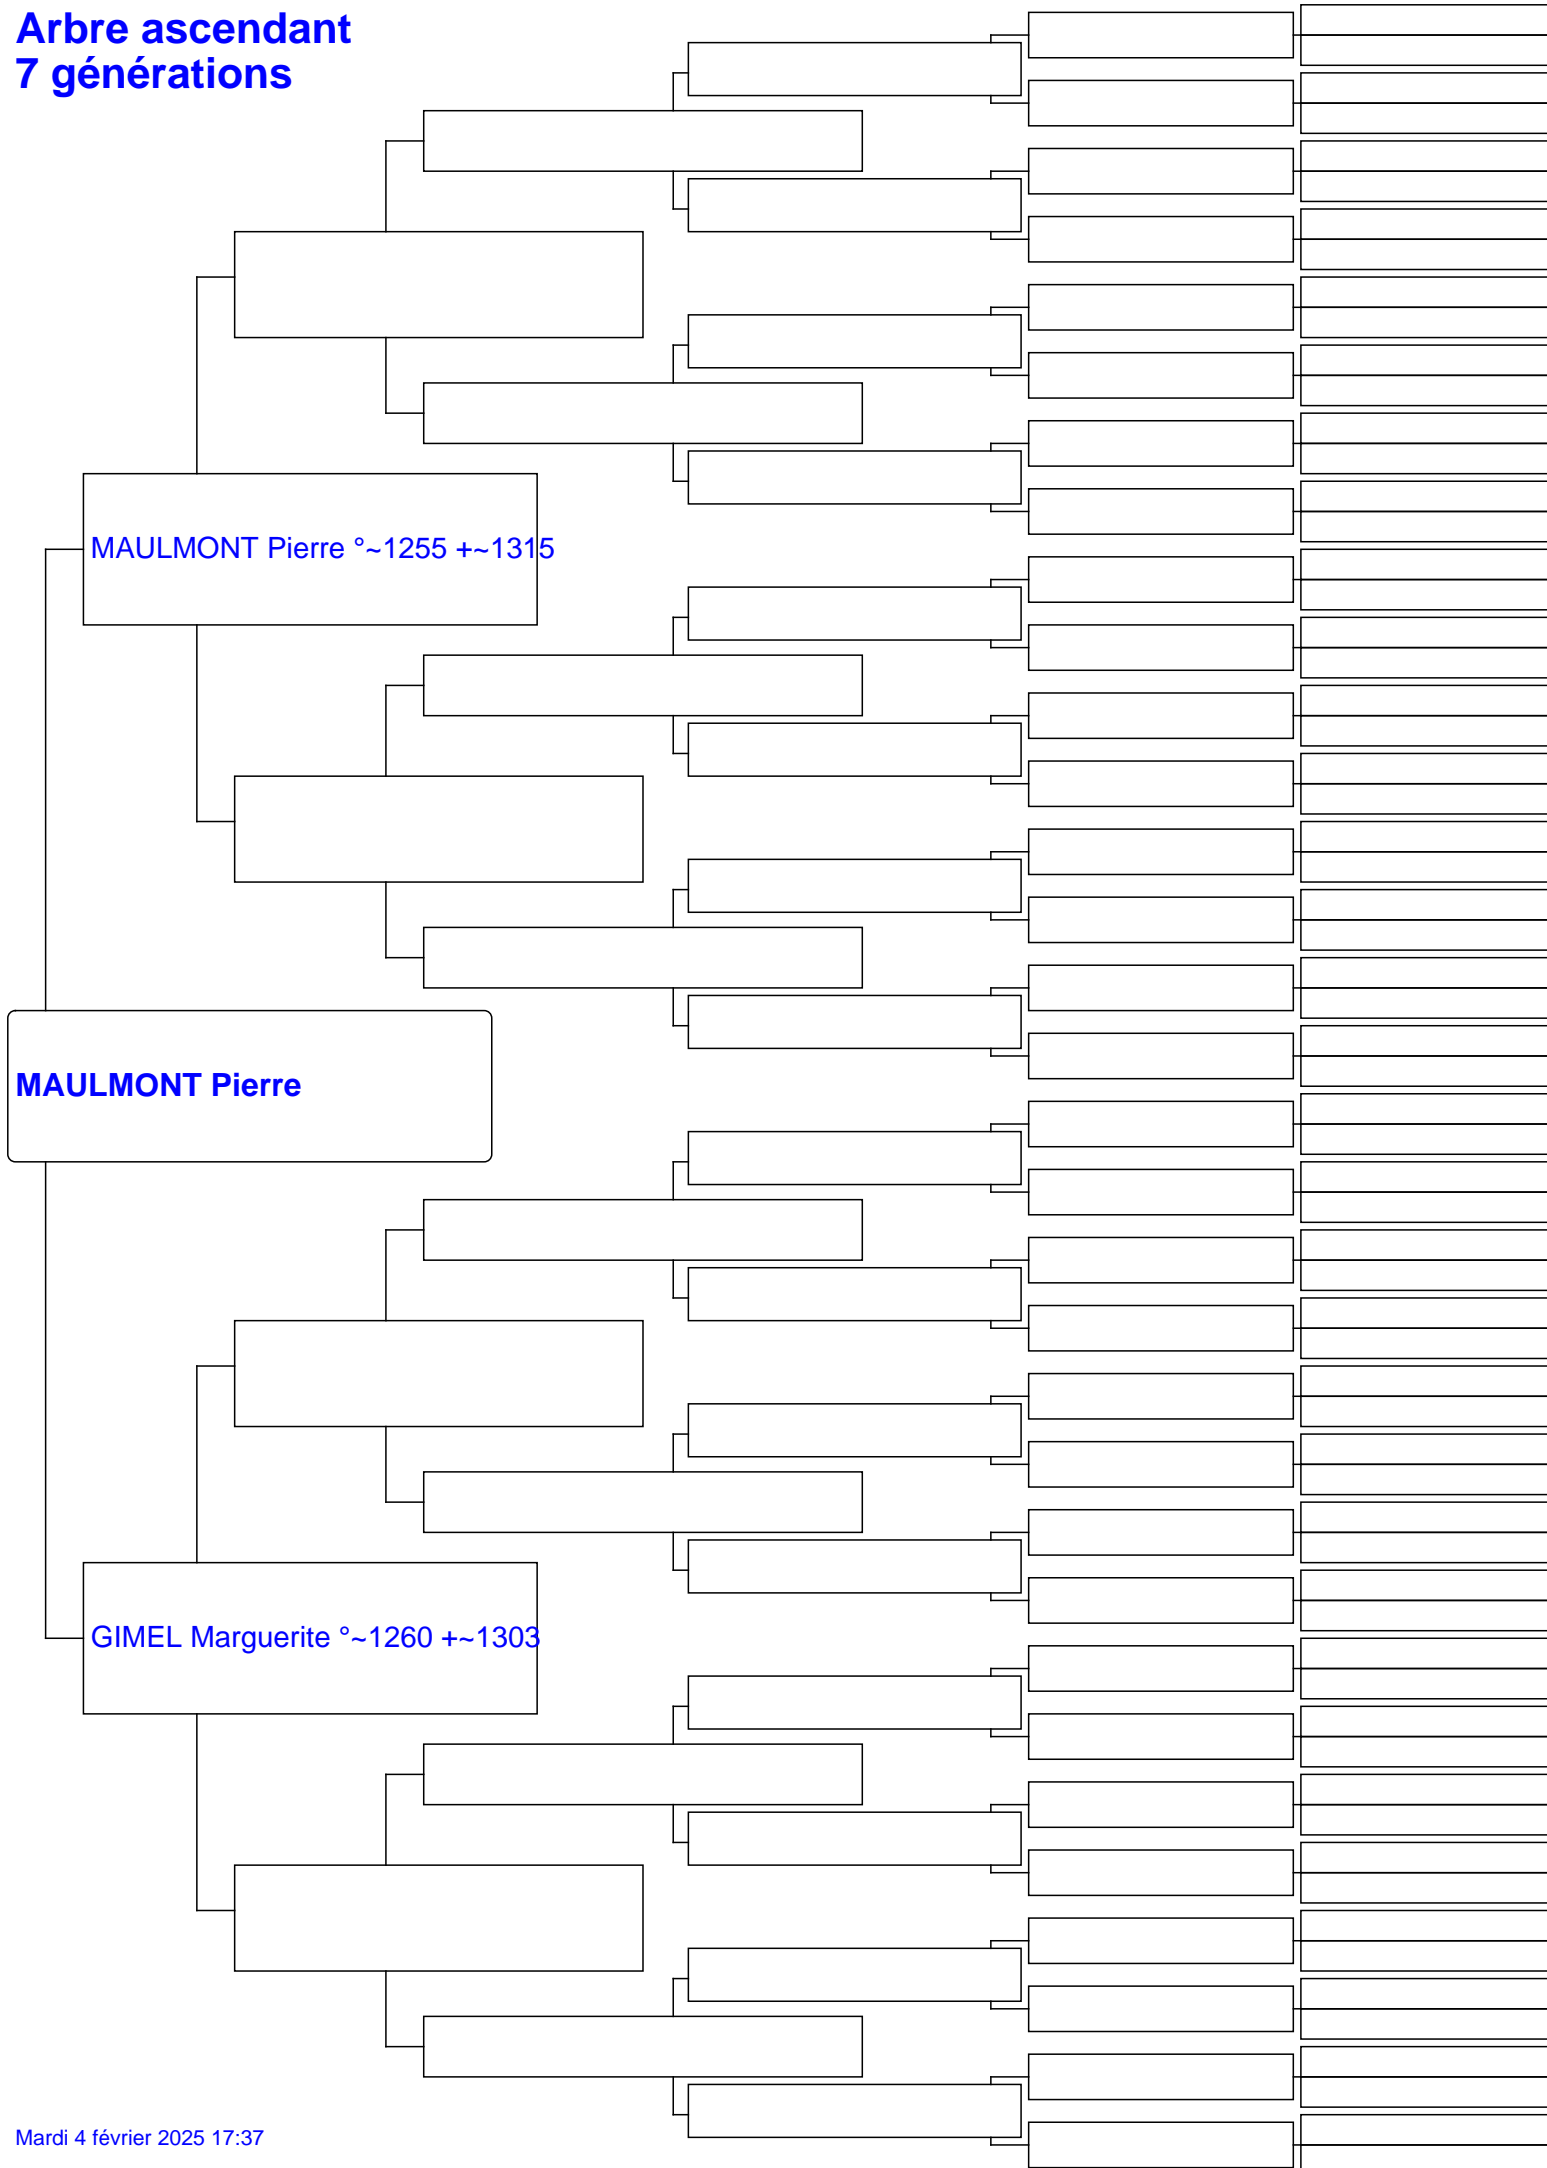 Arbre ascendant
7 générations
MAULMONT Pierre °~1255 +~1315
MAULMONT Pierre
GIMEL Marguerite °~1260 +~1303
Mardi 4 février 2025 17:37